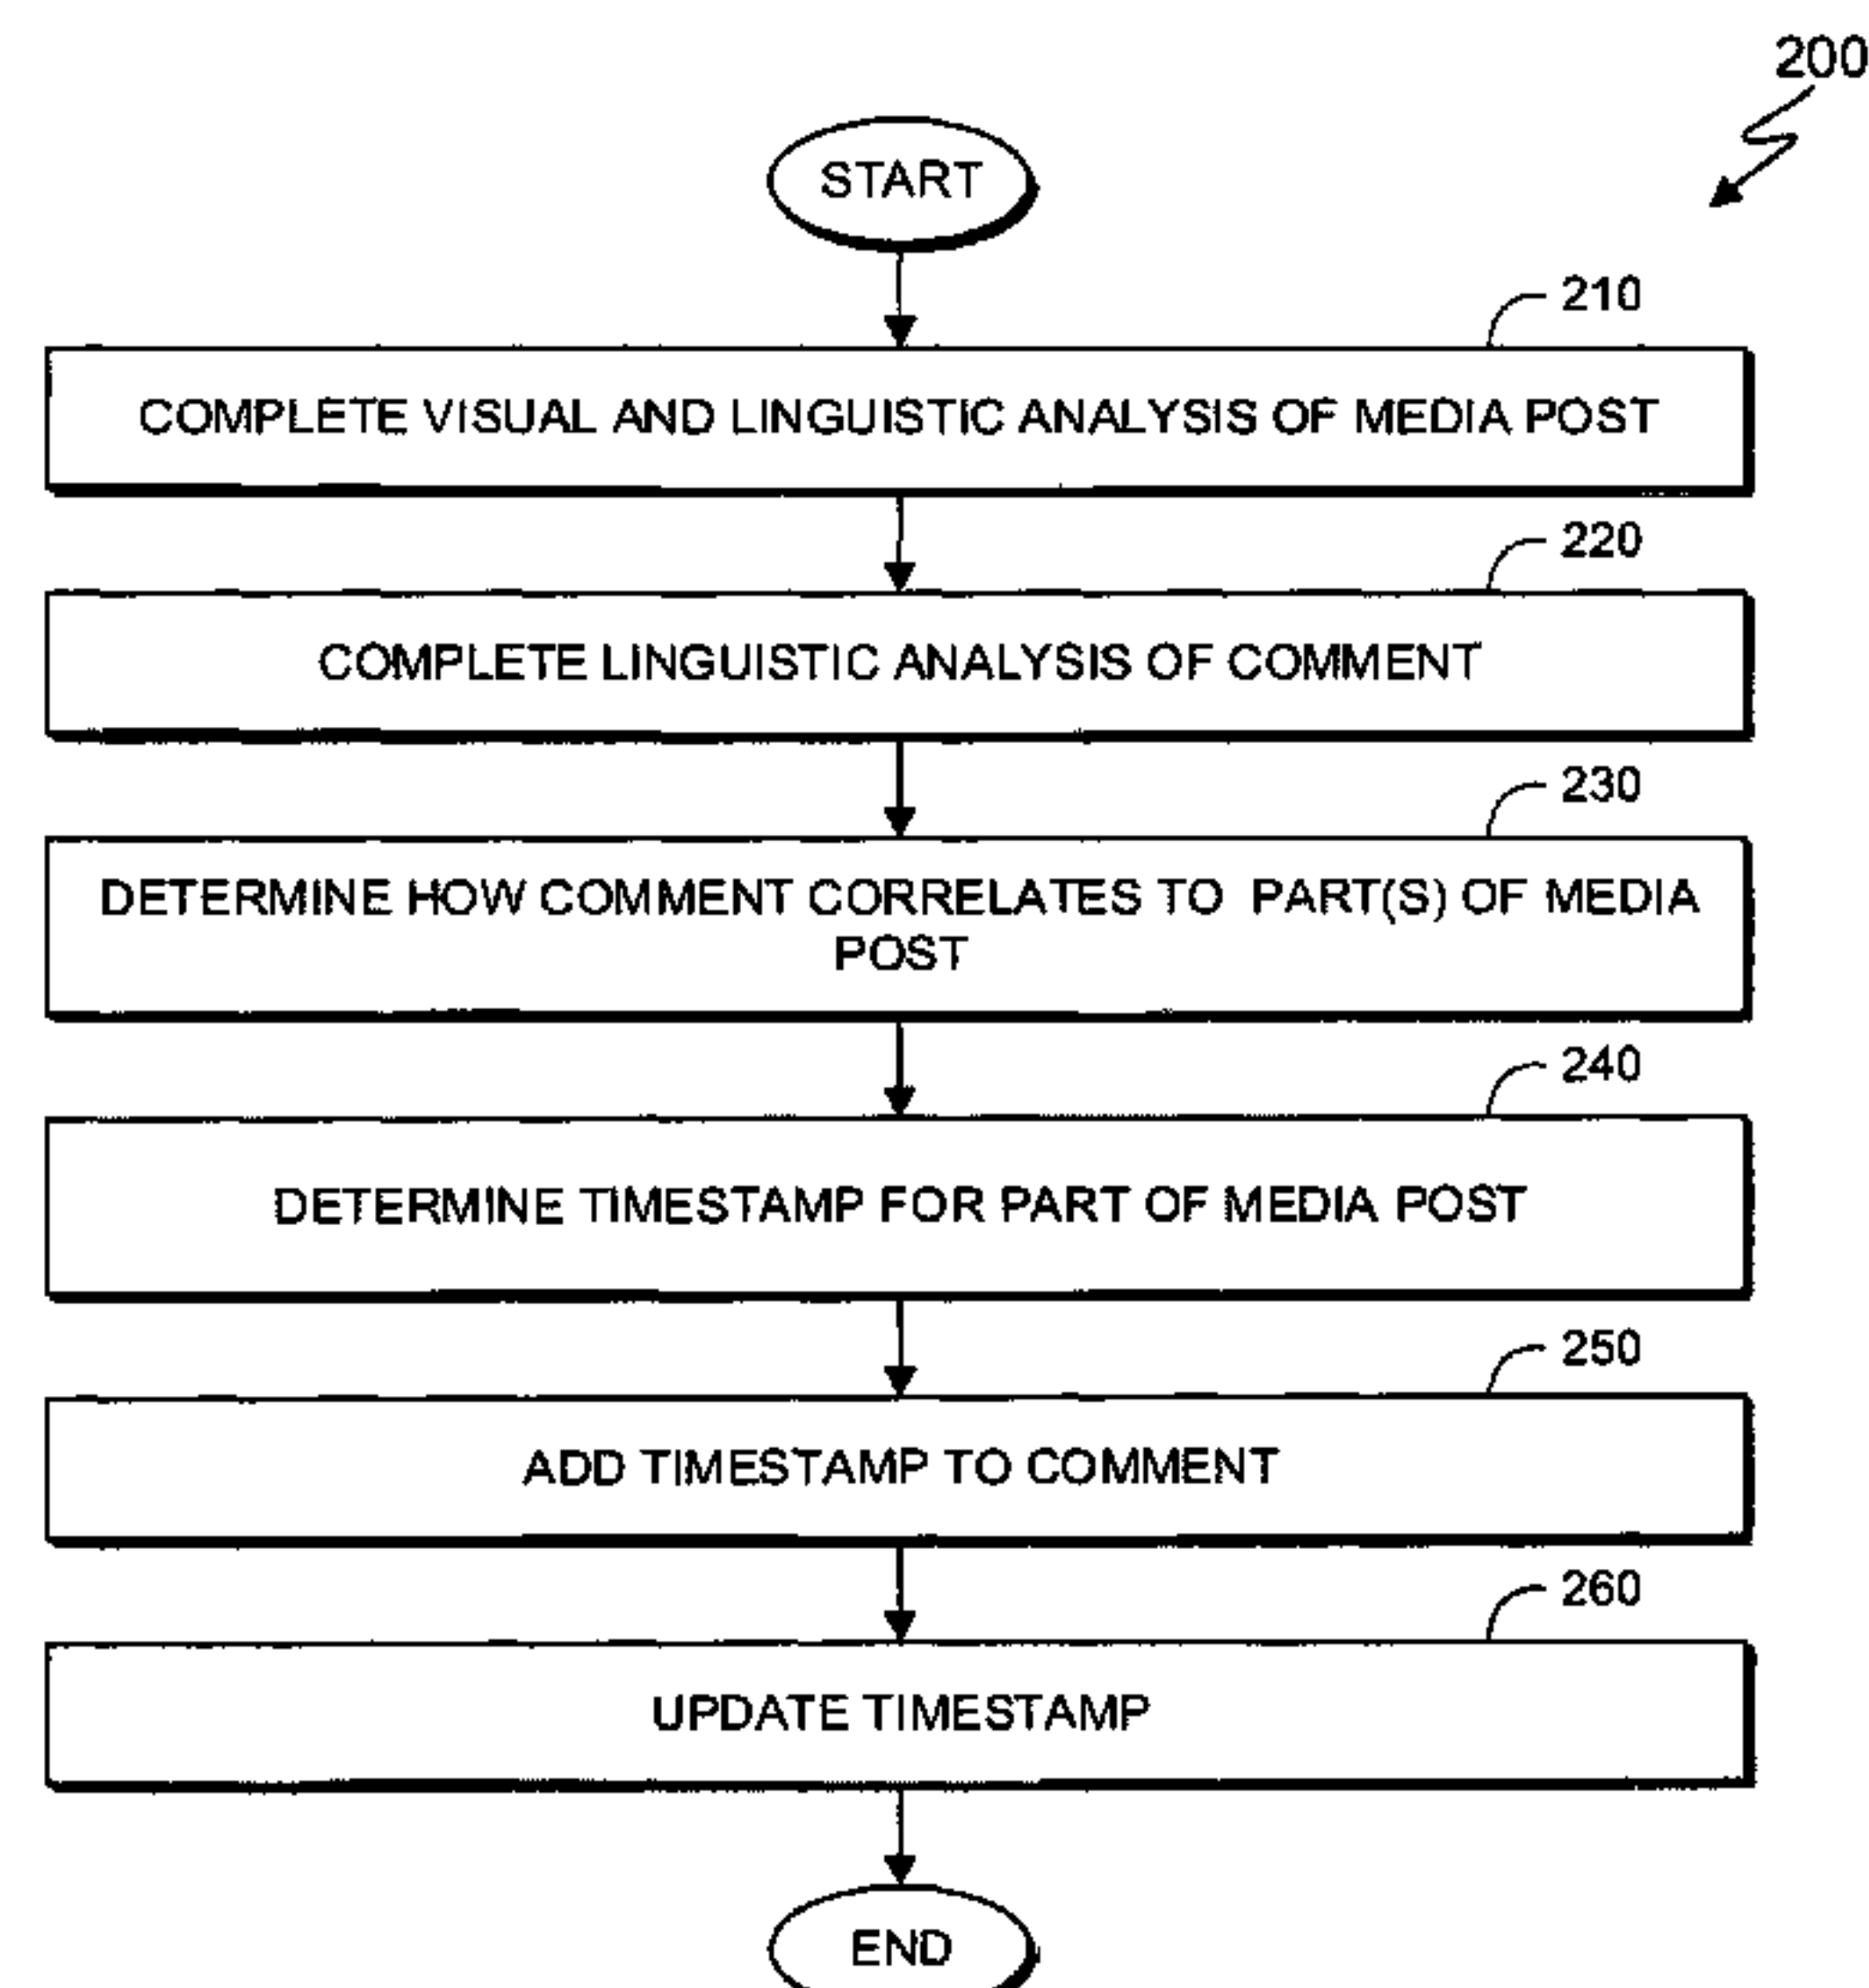 200
START
210
COMPLETE VISUAL AND LINGUISTIC ANALYSIS OF MEDIA POST
220
COMPLETE LINGUISTIC ANALYSIS OF COMMENT
230
DETERMINE HOW COMMENT CORRELATES TO PART(S) OF MEDIA
POST
240
DETERMINE TIMESTAMP FOR PART OF MEDIA POST
250
ADD TIMESTAMP TO COMMENT
260
UPDATE TIMESTAMP
END